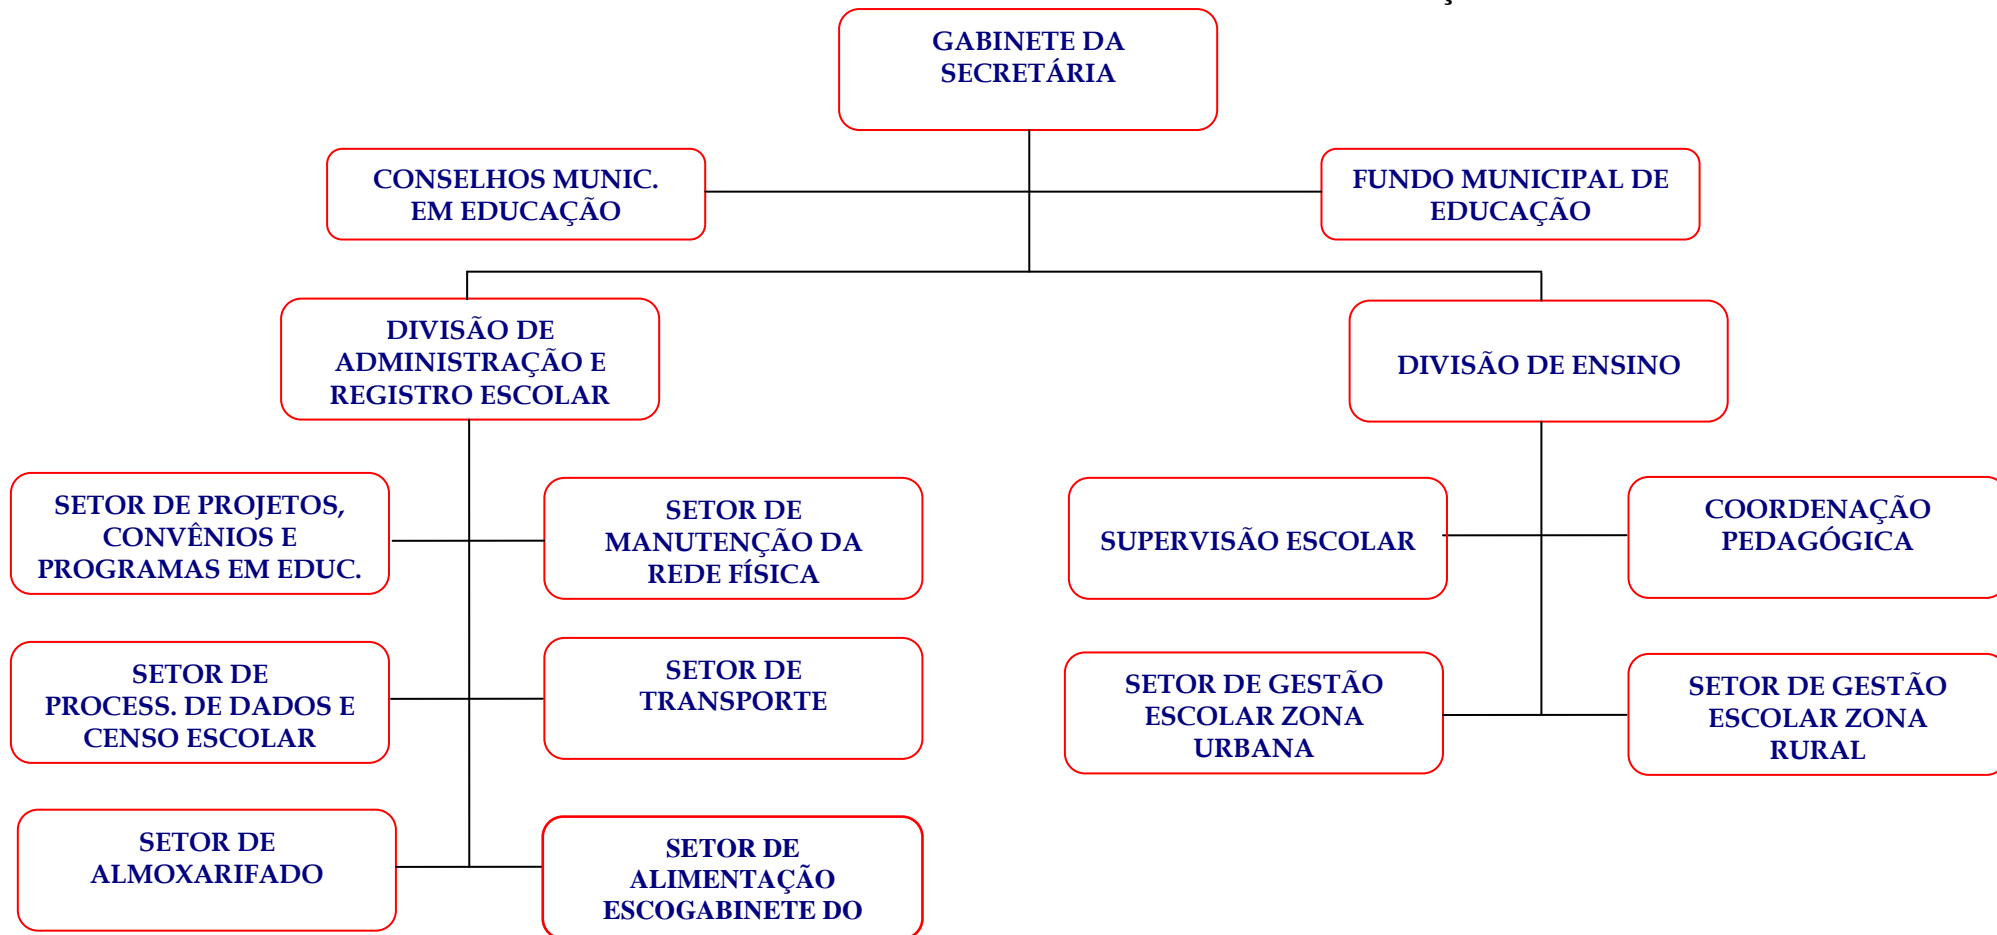 GABINETE DA
SECRETÁRIA
CONSELHOS MUNIC.
EM EDUCAÇÃO
FUNDO MUNICIPAL DE
EDUCAÇÃO
DIVISÃO DE
ADMINISTRAÇÃO E
REGISTRO ESCOLAR
DIVISÃO DE ENSINO
SETOR DE PROJETOS,
CONVÊNIOS E
PROGRAMAS EM EDUC.
SETOR DE
MANUTENÇÃO DA
REDE FÍSICA
SUPERVISÃO ESCOLAR
COORDENAÇÃO
PEDAGÓGICA
SETOR DE
PROCESS. DE DADOS E
CENSO ESCOLAR
SETOR DE
TRANSPORTE
SETOR DE GESTÃO
ESCOLAR ZONA
URBANA
SETOR DE GESTÃO
ESCOLAR ZONA
RURAL
SETOR DE
ALMOXARIFADO
SETOR DE
ALIMENTAÇÃO
ESCOGABINETE DO